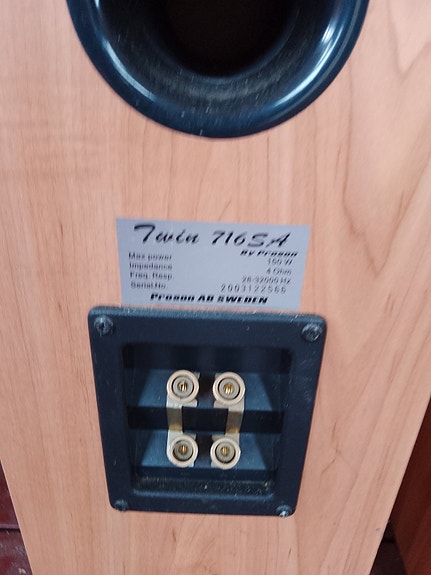 Twin 716SA
By Proson
Max power 150 W
Impedance 4 Ohm
Freq. Resp 28-32000 Hz
Serial.No. 2003122566
Proson AB SWEDEN